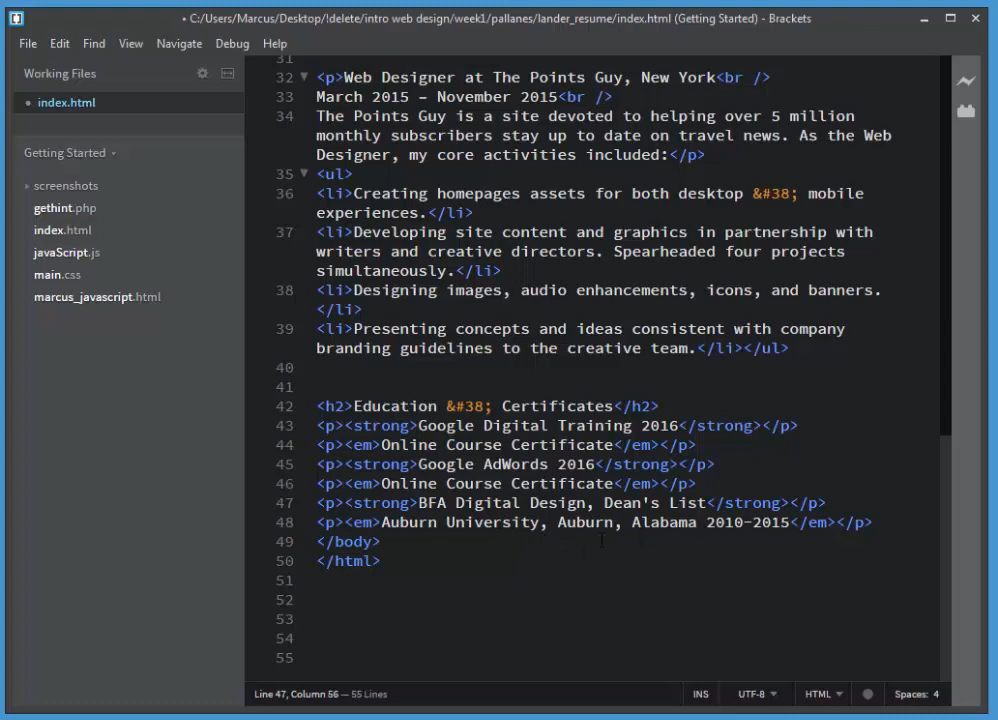 • C:/Users/Marcus/Desktop/!delete/intro web design/week1/pallanes/lander_resume/index.html (Getting Started) - Brackets
File Edit Find View Navigate Debug Help
Working Files
• index.html
Getting Started
screenshots
gethint.php
index.html
javaScript.js
main.css
marcus_javascript.html
31
32 <p>Web Designer at The Points Guy, New York<br />
33 March 2015 – November 2015<br />
34 The Points Guy is a site devoted to helping over 5 million
monthly subscribers stay up to date on travel news. As the Web
Designer, my core activities included:</p>
35 <ul>
36 <li>Creating homepages assets for both desktop &#38; mobile
experiences.</li>
37 <li>Developing site content and graphics in partnership with
writers and creative directors. Spearheaded four projects
simultaneously.</li>
38 <li>Designing images, audio enhancements, icons, and banners.
</li>
39 <li>Presenting concepts and ideas consistent with company
branding guidelines to the creative team.</li></ul>
40
41
42 <h2>Education &#38; Certificates</h2>
43 <p><strong>Google Digital Training 2016</strong></p>
44 <p><em>Online Course Certificate</em></p>
45 <p><strong>Google AdWords 2016</strong></p>
46 <p><em>Online Course Certificate</em></p>
47 <p><strong>BFA Digital Design, Dean's List</strong></p>
48 <p><em>Auburn University, Auburn, Alabama 2010-2015</em></p>
49 </body>
50 </html>
51
52
53
54
55
Line 47, Column 56 — 55 Lines INS UTF-8 HTML Spaces: 4